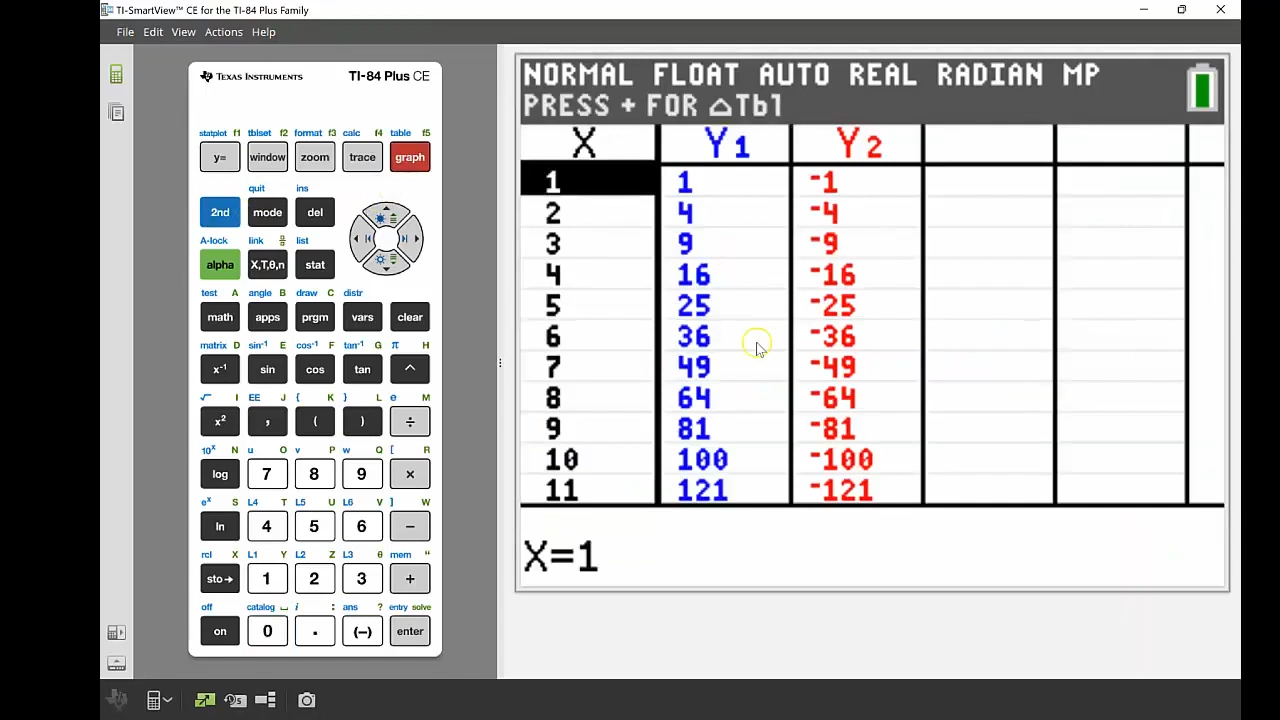 TI-SmartView™ CE for the TI-84 Plus Family
File Edit View Actions Help
TEXAS INSTRUMENTS TI-84 Plus CE
statplot f1 tblset f2 format f3 calc f4 table f5
y= window zoom trace graph
quit ins
2nd mode del
A-lock link list
alpha X,T,θ,n stat
test A angle B draw C distr
math apps prgm vars clear
matrix D sin⁻¹ E cos⁻¹ F tan⁻¹ G π H
x⁻¹ sin cos tan ^
√ I EE J { K } L e M
x² , ( ) ÷
10ˣ N u O v P w Q [ R
log 7 8 9 ×
eˣ S L4 T L5 U L6 V ] W
ln 4 5 6 −
rcl X L1 Y L2 Z L3 θ mem "
sto→ 1 2 3 +
off catalog i : ans ? entry solve
on 0 . (−) enter
NORMAL FLOAT AUTO REAL RADIAN MP
PRESS + FOR △Tbl
X Y1 Y2
1 1 -1
2 4 -4
3 9 -9
4 16 -16
5 25 -25
6 36 -36
7 49 -49
8 64 -64
9 81 -81
10 100 -100
11 121 -121
X=1